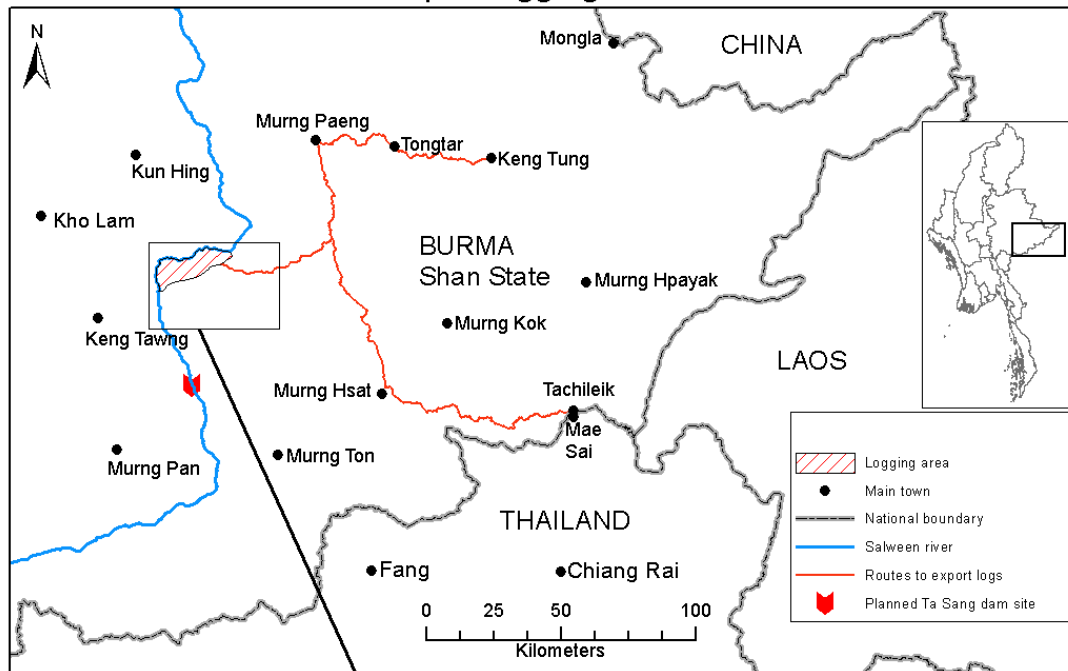 N
Mongla
CHINA
Murng Paeng
Tongtar
Keng Tung
Kun Hing
Kho Lam
BURMA
Shan State
Murng Hpayak
Murng Kok
Keng Tawng
LAOS
Murng Hsat
Tachileik
Mae
Sai
Murng Pan
Murng Ton
THAILAND
Fang
Chiang Rai
0 50 100
Kilometers
Logging area
Main town
National boundary
Salween river
Routes to export logs
Planned Ta Sang dam site